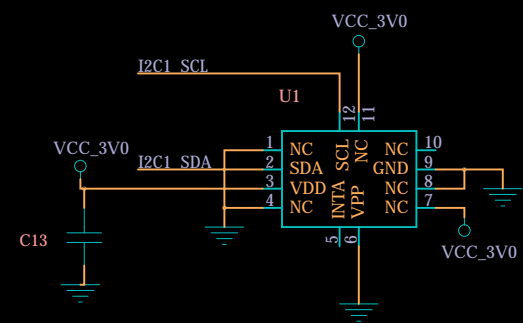 VCC_3V0
I2C1_SCL
U1
12
11
VCC_3V0
1
NC
SCL
NC
NC
10
I2C1_SDA
2
SDA
GND
9
3
VDD
NC
8
4
NC
INTA
VPP
NC
7
C13
5
6
VCC_3V0